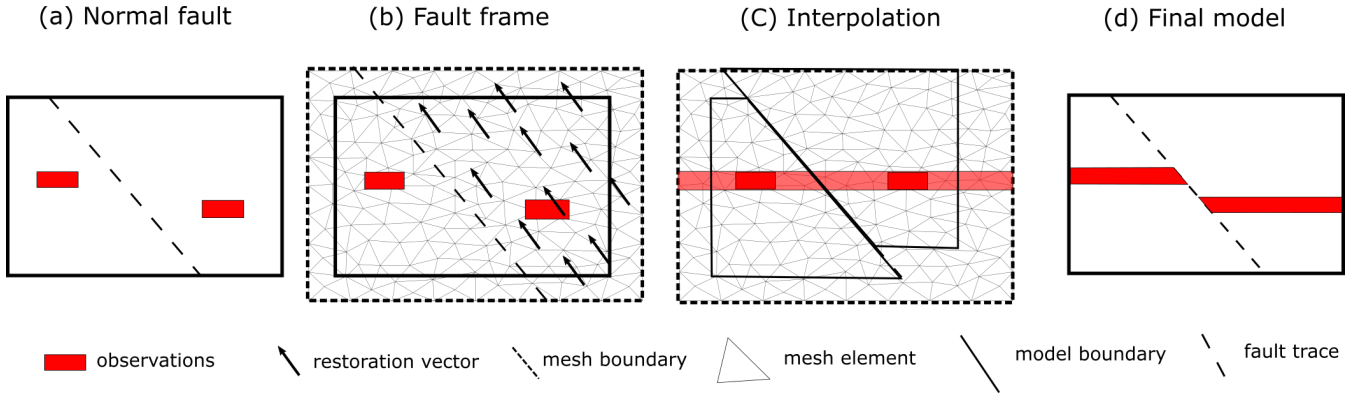 (a) Normal fault
(b) Fault frame
(C) Interpolation
(d) Final model
observations
restoration vector
mesh boundary
mesh element
model boundary
fault trace